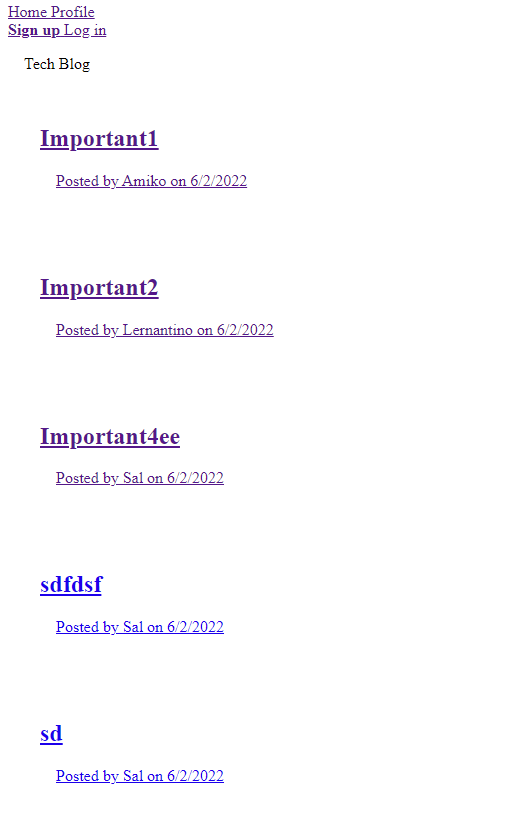 Home Profile
Sign up Log in
Tech Blog
Important1
Posted by Amiko on 6/2/2022
Important2
Posted by Lernantino on 6/2/2022
Important4ee
Posted by Sal on 6/2/2022
sdfdsf
Posted by Sal on 6/2/2022
sd
Posted by Sal on 6/2/2022